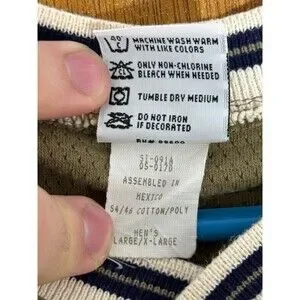 MACHINE WASH WARM
WITH LIKE COLORS
ONLY NON-CHLORINE
BLEACH WHEN NEEDED
TUMBLE DRY MEDIUM
DO NOT IRON
IF DECORATED
ASSEMBLED IN
MEXICO
54/46 COTTON/POLY
MEN'S
LARGE/X-LARGE